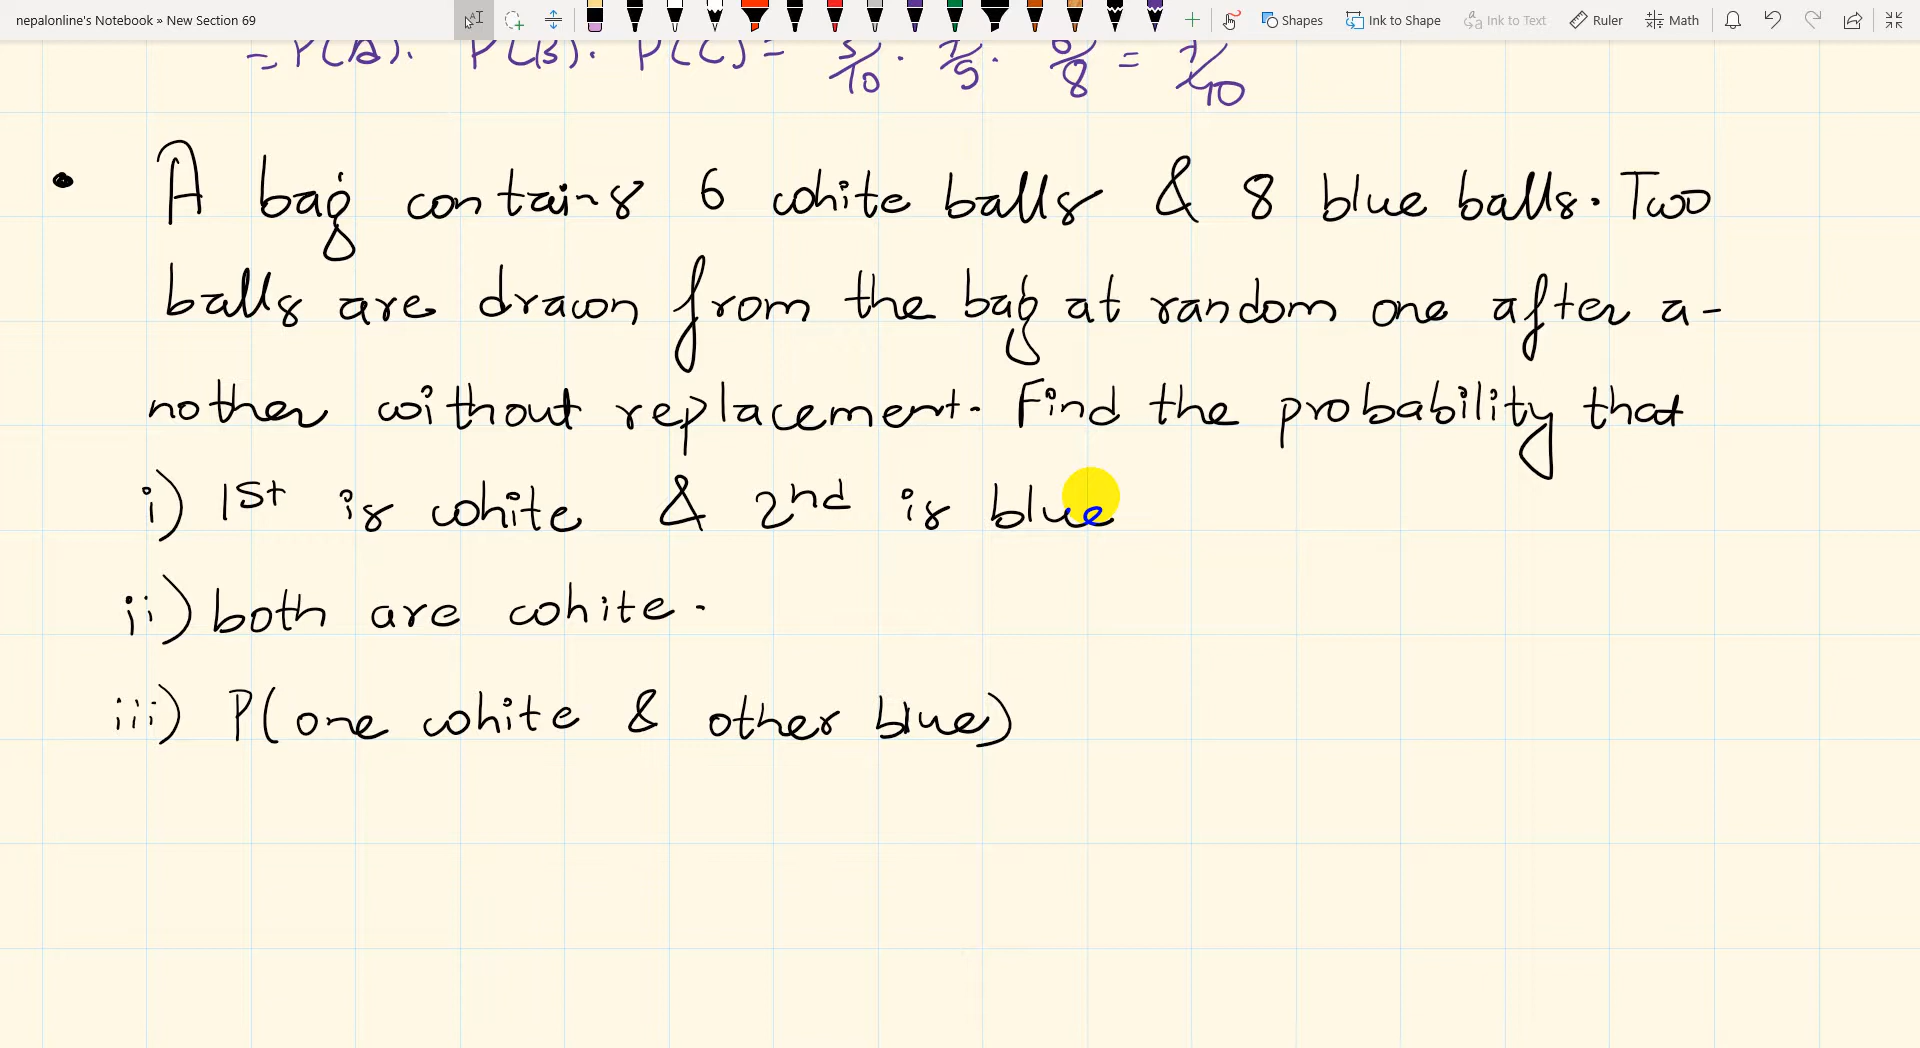 nepalonline's Notebook » New Section 69
Shapes Ink to Shape Ink to Text Ruler Math
= P(A). P(B). P(C) =
A bag contains 6 white balls & 8 blue balls. Two
balls are drawn from the bag at random one after a-
nother without replacement. Find the probability that
i) 1st is white & 2nd is blue
ii) both are white.
iii) P(one white & other blue)